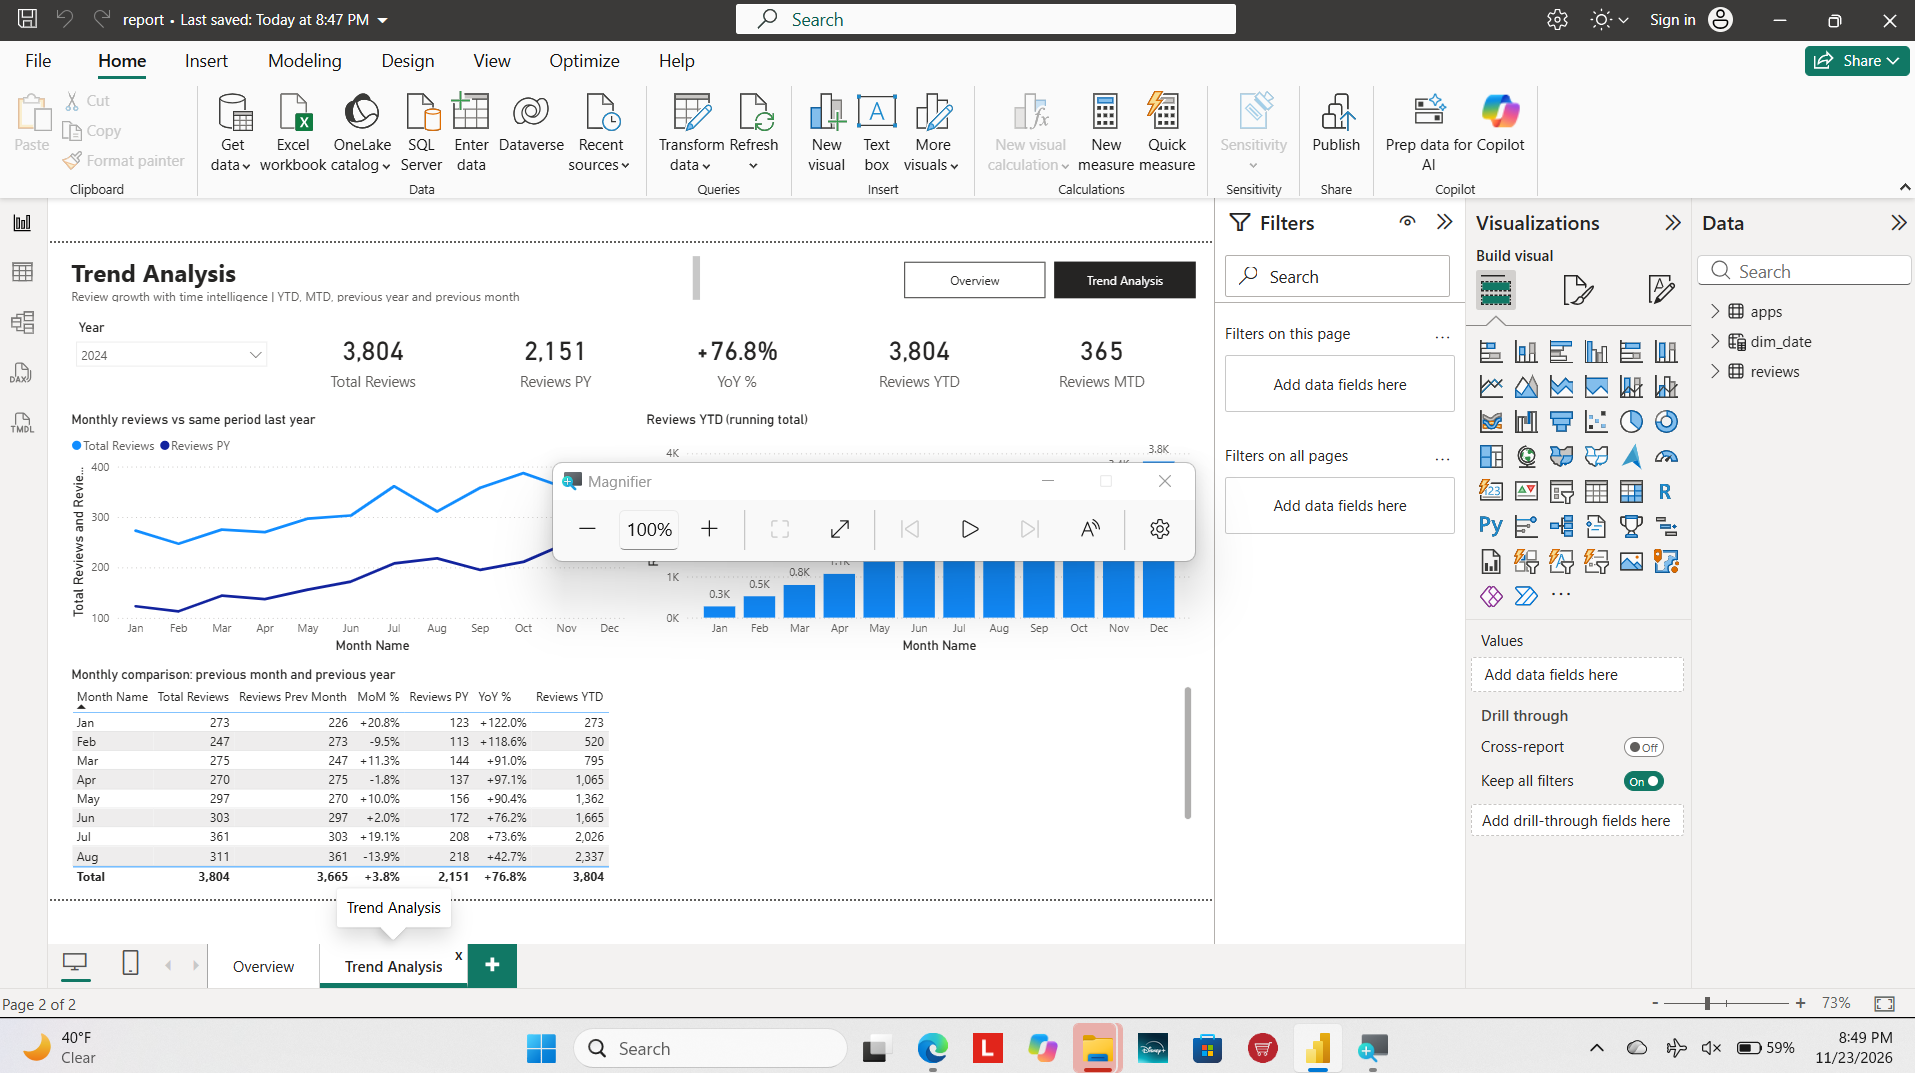 report • Last saved: Today at 8:47 PM
Search
Sign in
File Home Insert Modeling Design View Optimize Help
Share
Paste
Cut
Copy
Format painter
Clipboard
Get data
Excel workbook
OneLake catalog
SQL Server
Enter data
Dataverse
Recent sources
Data
Transform data
Refresh
Queries
New visual
Text box
More visuals
Insert
New visual calculation
New measure
Quick measure
Calculations
Sensitivity
Sensitivity
Publish
Share
Prep data for AI
Copilot
Copilot
Trend Analysis
Review growth with time intelligence | YTD, MTD, previous year and previous month
Overview
Trend Analysis
Year
2024
3,804
Total Reviews
2,151
Reviews PY
+76.8%
YoY %
3,804
Reviews YTD
365
Reviews MTD
Monthly reviews vs same period last year
Total Reviews Reviews PY
Total Reviews and Revie...
400
300
200
100
Jan Feb Mar Apr May Jun Jul Aug Sep Oct Nov Dec
Month Name
Reviews YTD (running total)
4K
1K
0K
0.3K 0.5K 0.8K 1.1K 3.8K
Jan Feb Mar Apr May Jun Jul Aug Sep Oct Nov Dec
Month Name
Magnifier
100%
Monthly comparison: previous month and previous year
Month Name Total Reviews Reviews Prev Month MoM % Reviews PY YoY % Reviews YTD
Jan 273 226 +20.8% 123 +122.0% 273
Feb 247 273 -9.5% 113 +118.6% 520
Mar 275 247 +11.3% 144 +91.0% 795
Apr 270 275 -1.8% 137 +97.1% 1,065
May 297 270 +10.0% 156 +90.4% 1,362
Jun 303 297 +2.0% 172 +76.2% 1,665
Jul 361 303 +19.1% 208 +73.6% 2,026
Aug 311 361 -13.9% 218 +42.7% 2,337
Total 3,804 3,665 +3.8% 2,151 +76.8% 3,804
Trend Analysis
Filters
Search
Filters on this page
...
Add data fields here
Filters on all pages
...
Add data fields here
Visualizations
Build visual
123
R
Py
...
Values
Add data fields here
Drill through
Cross-report
Off
Keep all filters
On
Add drill-through fields here
Data
Search
apps
dim_date
reviews
DAX
TMDL
Overview
Trend Analysis x
+
Page 2 of 2
- + 73%
40°F
Clear
Search
L
Disney+
59%
8:49 PM
11/23/2026